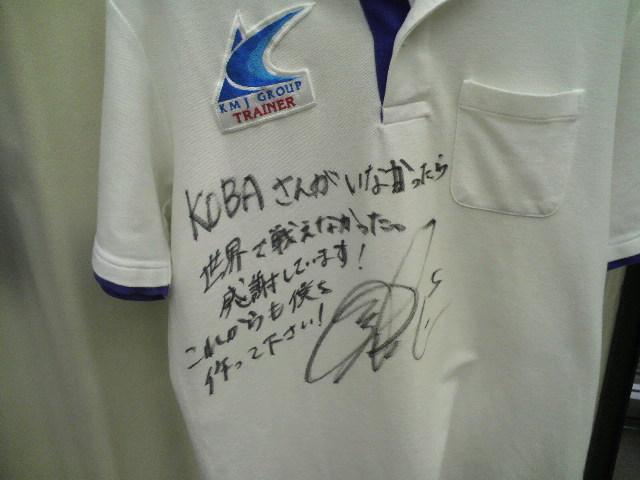 KMJ GROUP
TRAINER
KOBAさんがいなかったら
世界で戦えなかったっ
感謝しています!
これからも僕を
作って下さい!